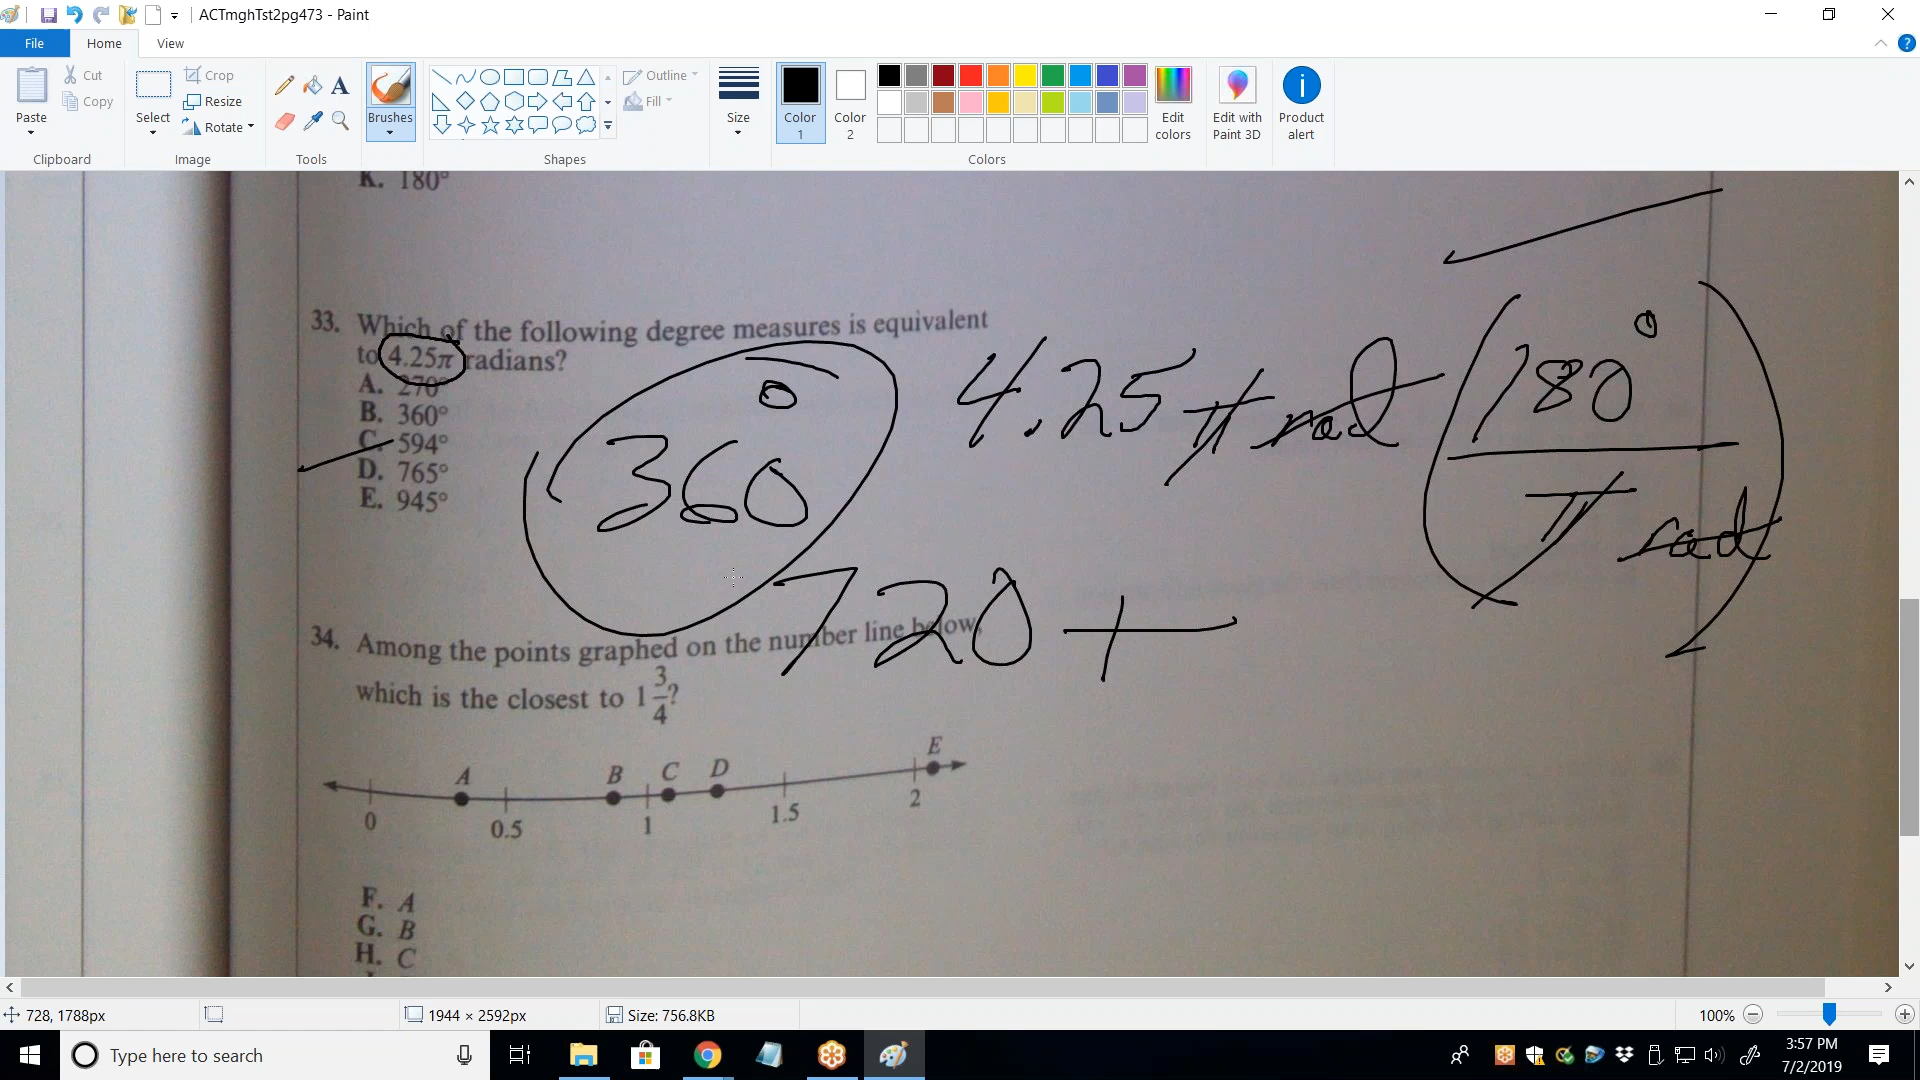 ACTmghTst2pg473 - Paint
File Home View
Paste
Cut
Copy
Clipboard
Select
Crop
Resize
Rotate
Image
A
Tools
Brushes
Shapes
Outline
Fill
Size
Color 1
Color 2
Colors
Edit colors
Edit with Paint 3D
Product alert
K. 180°
33. Which of the following degree measures is equivalent
to 4.25π radians?
A. 270°
B. 360°
C. 594°
D. 765°
E. 945°
360°
4.25 π rad (180° / π rad)
720 +
34. Among the points graphed on the number line below,
which is the closest to 1 3/4?
A B C D E
0 0.5 1 1.5 2
F. A
G. B
H. C
728, 1788px
1944 × 2592px
Size: 756.8KB
100%
Type here to search
3:57 PM
7/2/2019